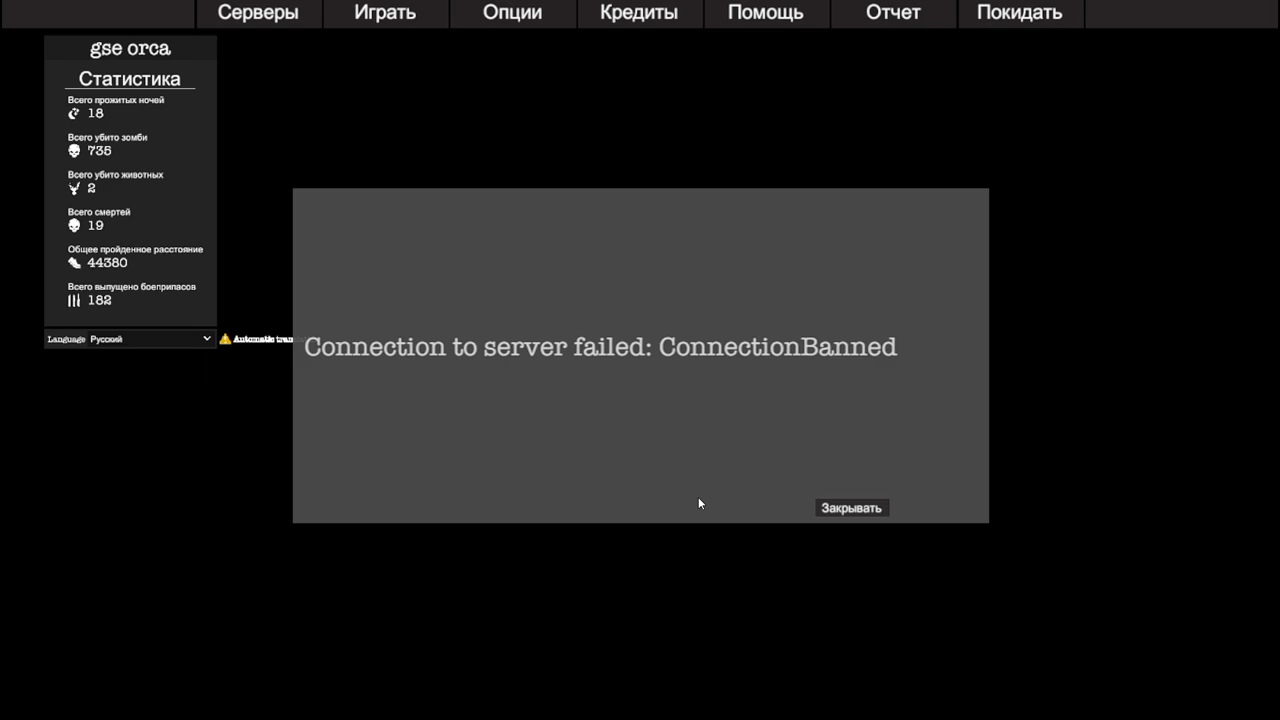 Серверы Играть Опции Кредиты Помощь Отчет Покидать
gse orca
Статистика
Всего прожитых ночей
18
Всего убито зомби
735
Всего убито животных
2
Всего смертей
19
Общее пройденное расстояние
44380
Всего выпущено боеприпасов
182
Language Русский
Automatic
Connection to server failed: ConnectionBanned
Закрывать